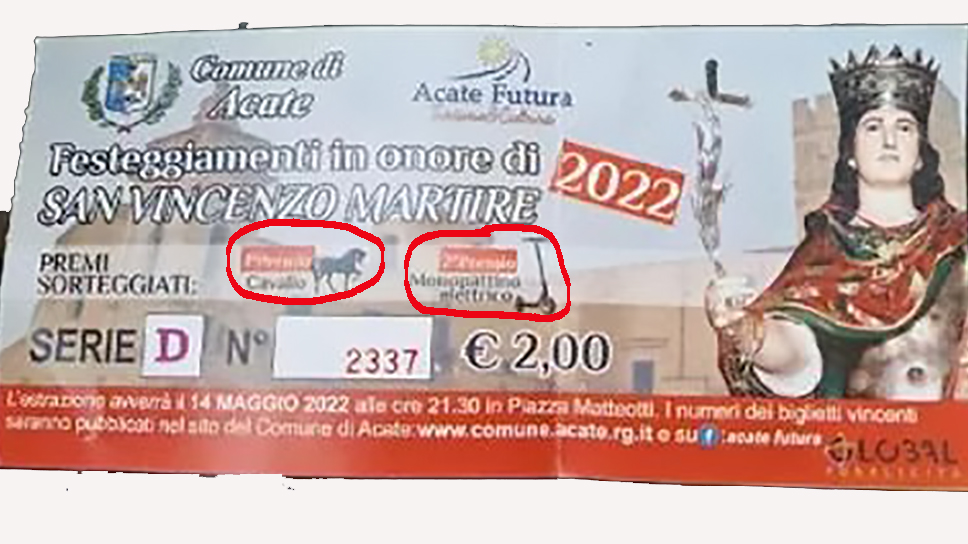 Comune di
Acate
Acate Futura
Festeggiamenti in onore di
SAN VINCENZO MARTIRE
2022
PREMI
SORTEGGIATI:
1° Premio
Cavallo
2° Premio
Monopattino
elettrico
SERIE D N° 2337 € 2,00
L'estrazione avverrà il 14 MAGGIO 2022 alle ore 21.30 in Piazza Matteotti. I numeri dei biglietti vincenti
saranno pubblicati nel sito del Comune di Acate:www.comune.acate.rg.it e su f :acate futura
GLOBAL